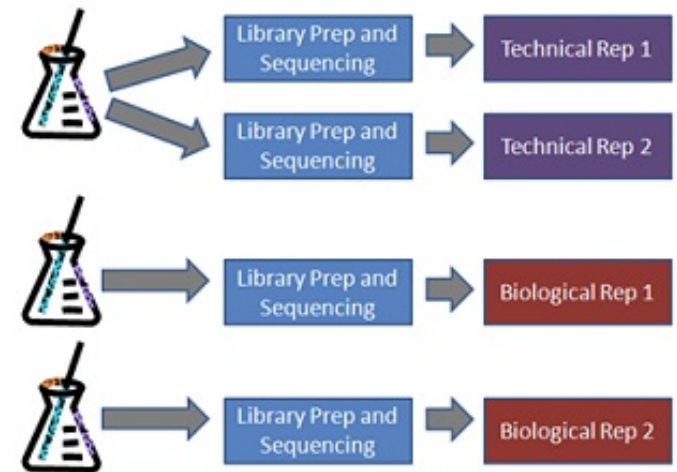 Library Prep and
Sequencing
Technical Rep 1
Library Prep and
Sequencing
Technical Rep 2
Library Prep and
Sequencing
Biological Rep 1
Library Prep and
Sequencing
Biological Rep 2